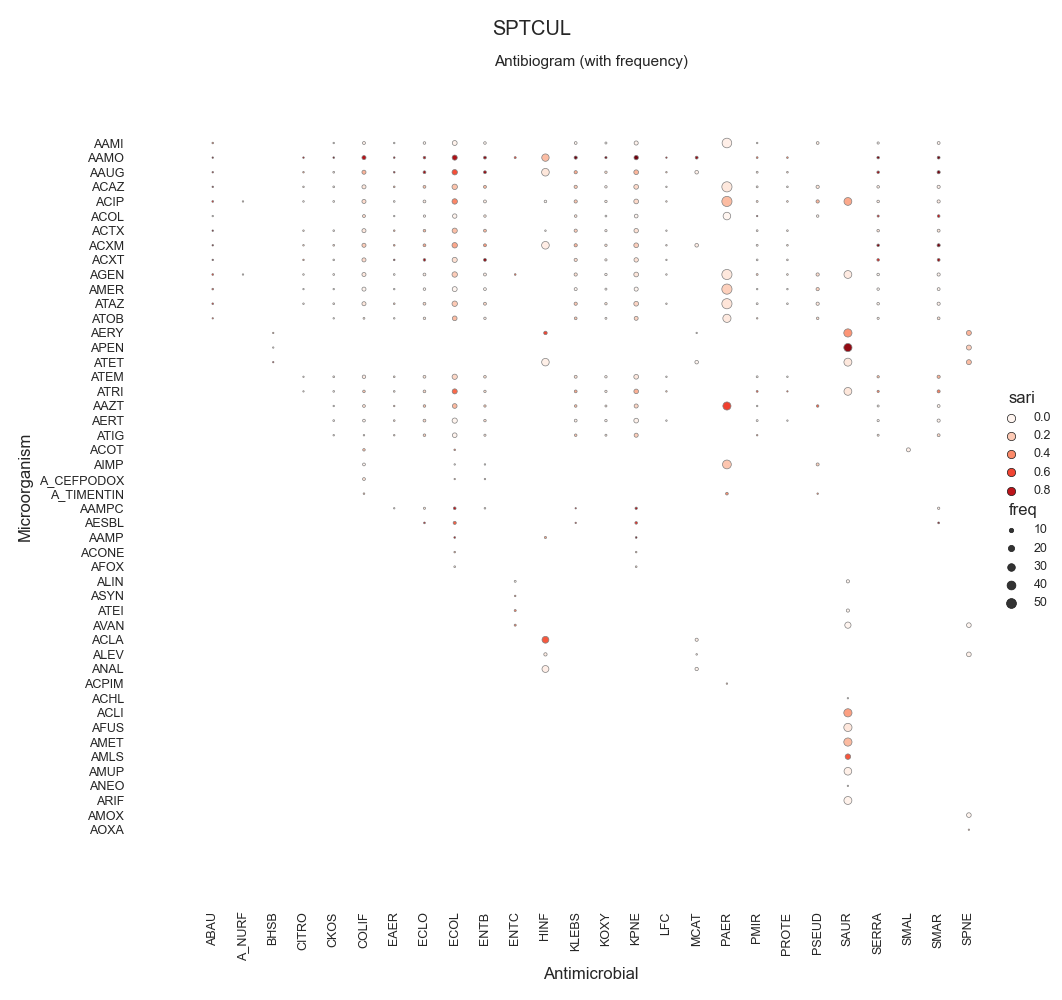 SPTCUL
Antibiogram (with frequency)
AAMI
AAMO
AAUG
ACAZ
ACIP
ACOL
ACTX
ACXM
ACXT
AGEN
AMER
ATAZ
ATOB
AERY
APEN
ATET
ATEM
ATRI
AAZT
AERT
ATIG
ACOT
AIMP
A_CEFPODOX
A_TIMENTIN
AAMPC
AESBL
AAMP
ACONE
AFOX
ALIN
ASYN
ATEI
AVAN
ACLA
ALEV
ANAL
ACPIM
ACHL
ACLI
AFUS
AMET
AMLS
AMUP
ANEO
ARIF
AMOX
AOXA
Microorganism
sari
0.0
0.2
0.4
0.6
0.8
freq
10
20
30
40
50
ABAU
A_NURF
BHSB
CITRO
CKOS
COLIF
EAER
ECLO
ECOL
ENTB
ENTC
HINF
KLEBS
KOXY
KPNE
LFC
MCAT
PAER
PMIR
PROTE
PSEUD
SAUR
SERRA
SMAL
SMAR
SPNE
Antimicrobial